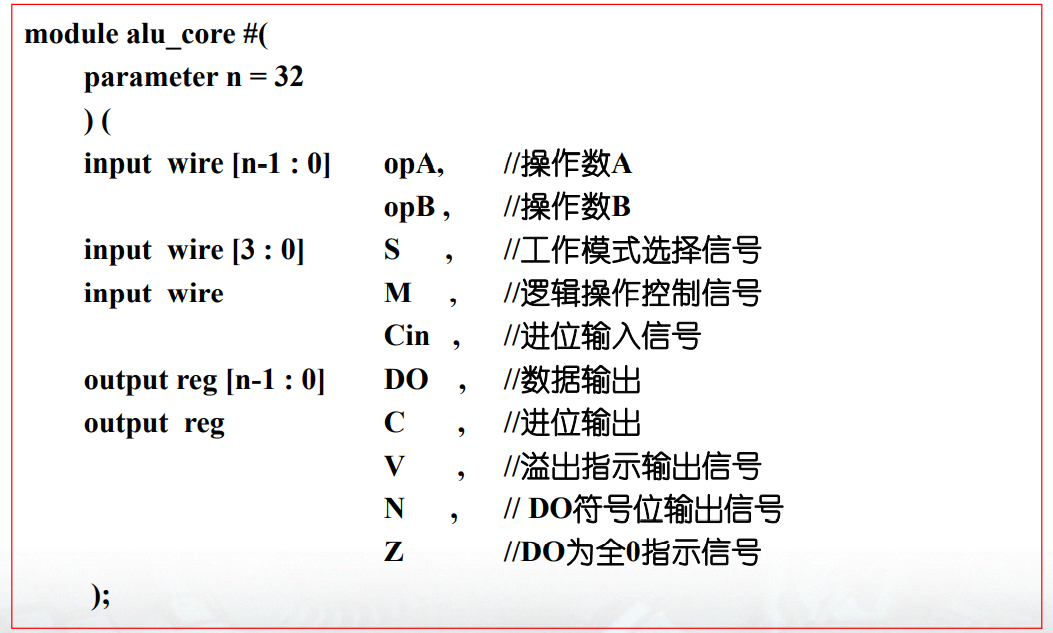 module alu_core #(
parameter n = 32
) (
input wire [n-1 : 0] opA, //操作数A
opB , //操作数B
input wire [3 : 0] S , //工作模式选择信号
input wire M , //逻辑操作控制信号
Cin , //进位输入信号
output reg [n-1 : 0] DO , //数据输出
output reg C , //进位输出
V , //溢出指示输出信号
N , // DO符号位输出信号
Z //DO为全0指示信号
);